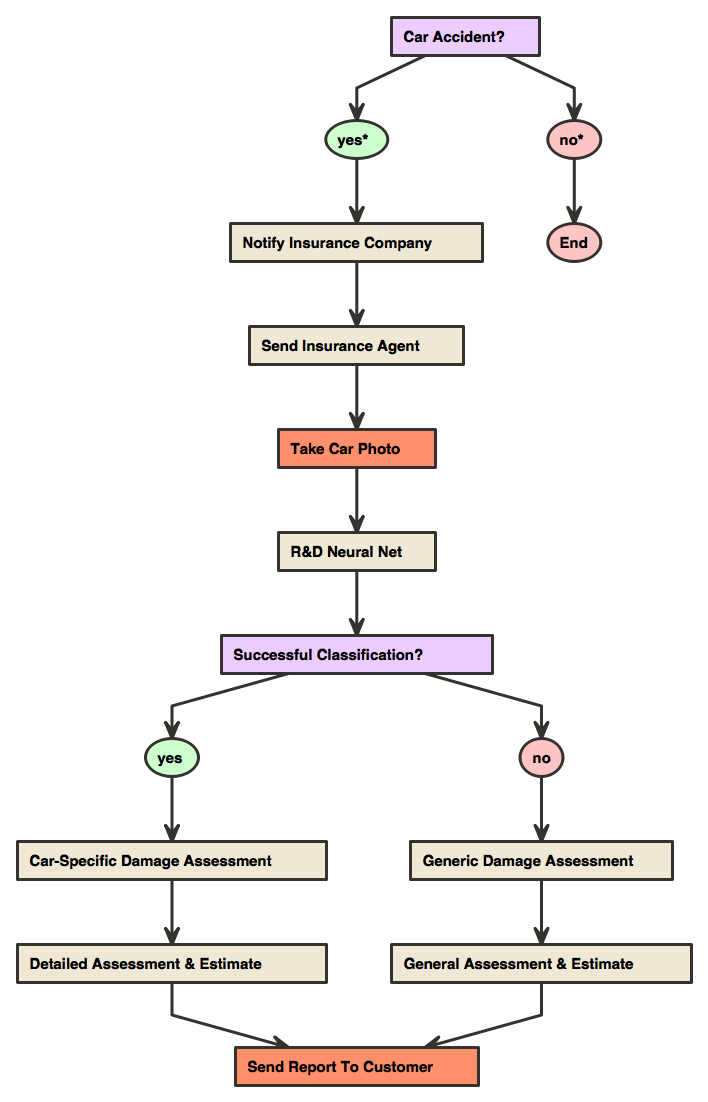 Car Accident?
yes*
no*
Notify Insurance Company
End
Send Insurance Agent
Take Car Photo
R&D Neural Net
Successful Classification?
yes
no
Car-Specific Damage Assessment
Generic Damage Assessment
Detailed Assessment & Estimate
General Assessment & Estimate
Send Report To Customer